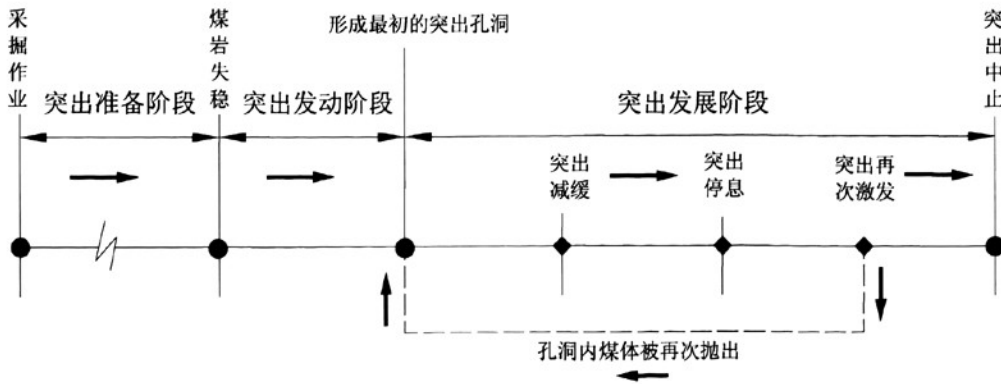 采掘作业
煤岩失稳
形成最初的突出孔洞
突出中止
突出准备阶段
突出发动阶段
突出发展阶段
突出
减缓
突出
停息
突出再
次激发
孔洞内煤体被再次抛出